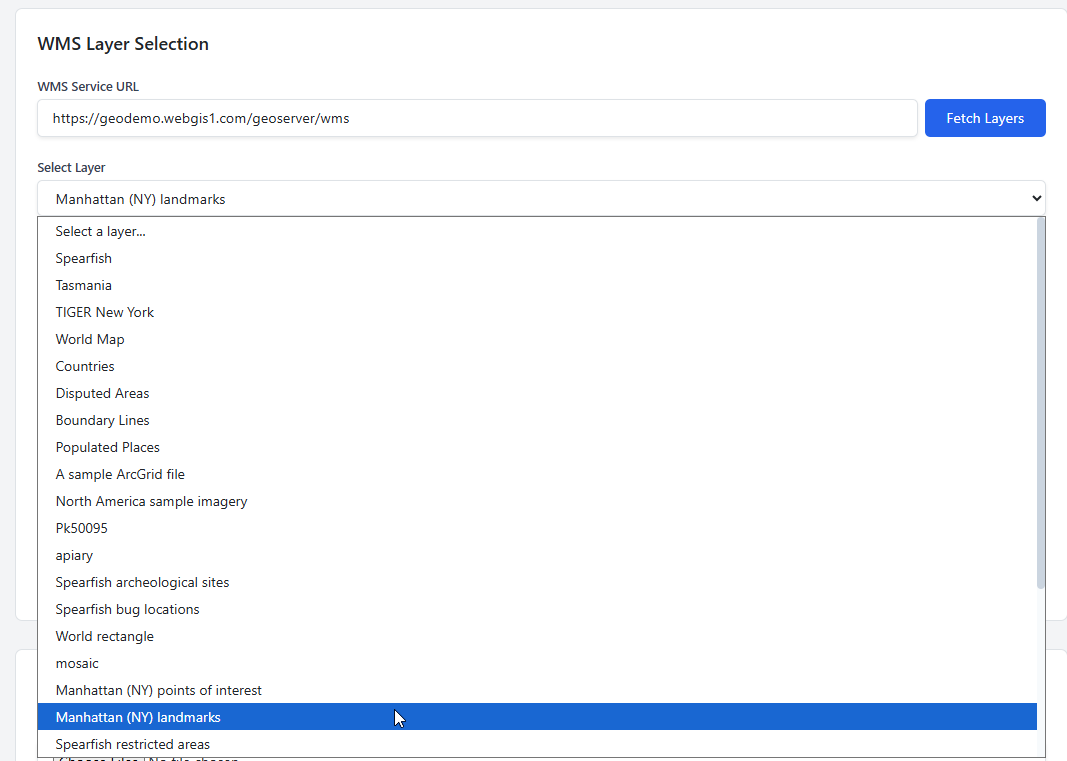 WMS Layer Selection
WMS Service URL
https://geodemo.webgis1.com/geoserver/wms
Fetch Layers
Select Layer
Manhattan (NY) landmarks
Select a layer...
Spearfish
Tasmania
TIGER New York
World Map
Countries
Disputed Areas
Boundary Lines
Populated Places
A sample ArcGrid file
North America sample imagery
Pk50095
apiary
Spearfish archeological sites
Spearfish bug locations
World rectangle
mosaic
Manhattan (NY) points of interest
Manhattan (NY) landmarks
Spearfish restricted areas